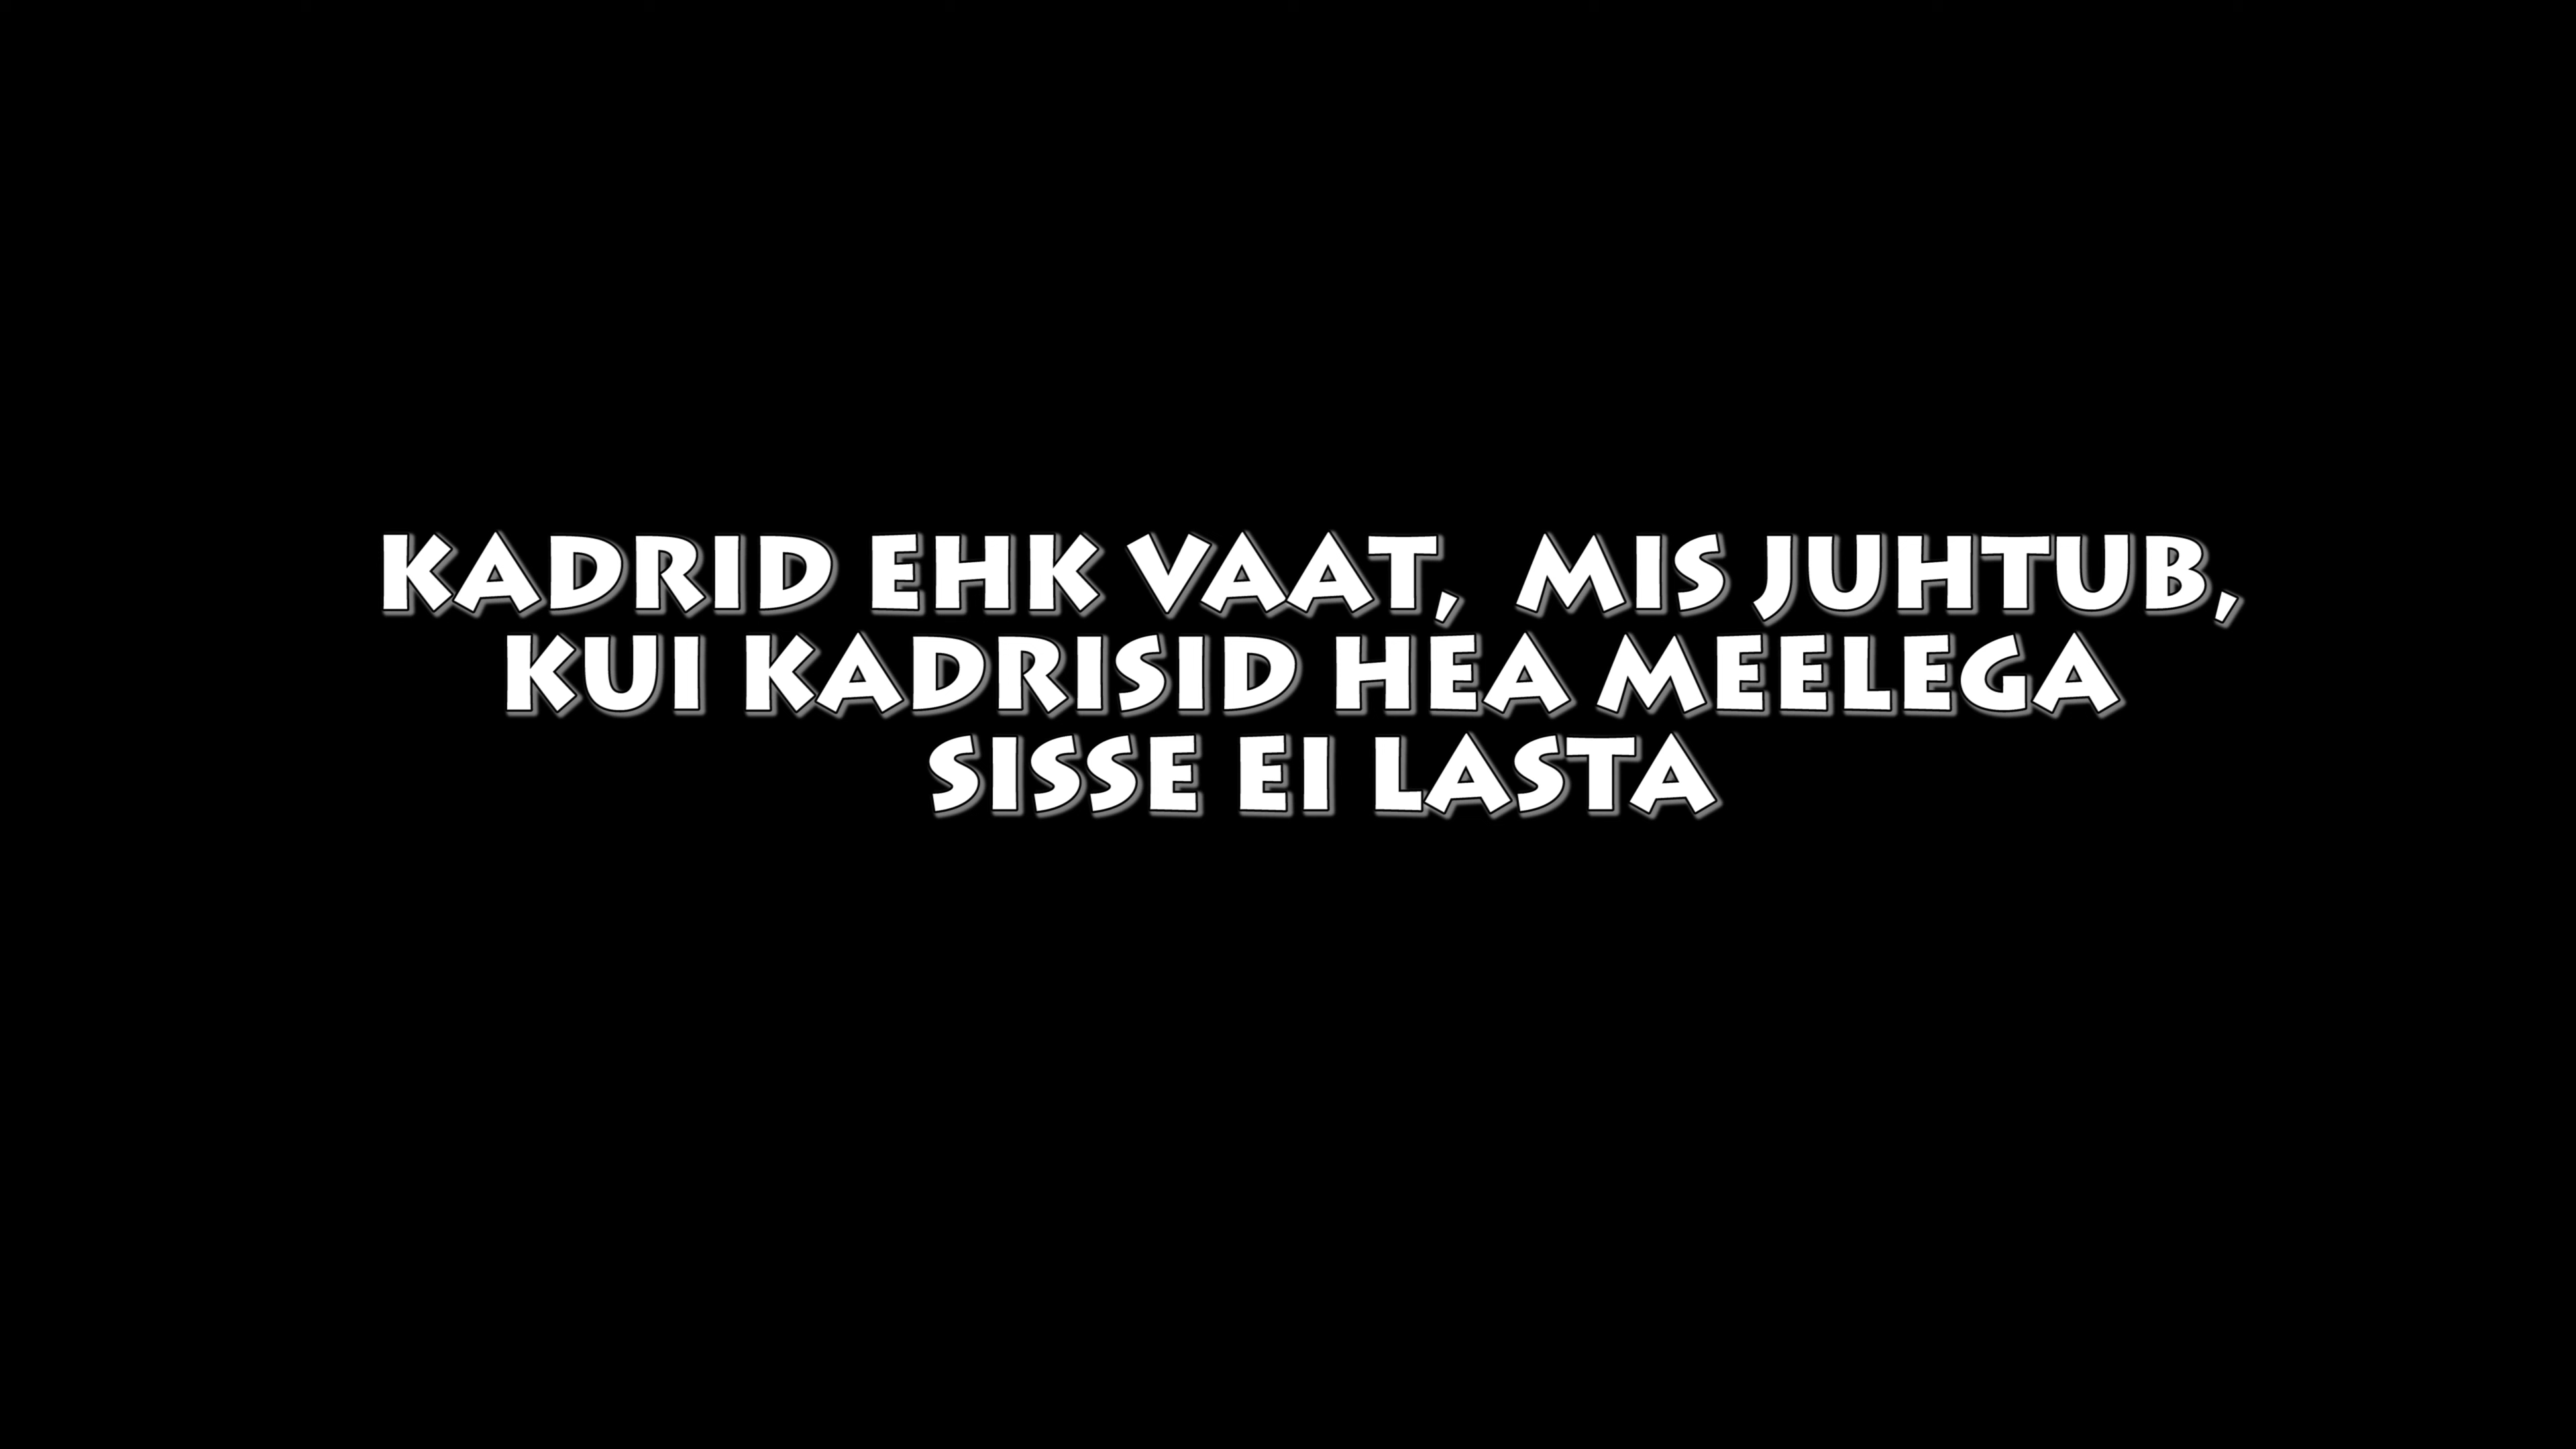 KADRID EHK VAAT, MIS JUHTUB,
KUI KADRISID HEA MEELEGA
SISSE EI LASTA